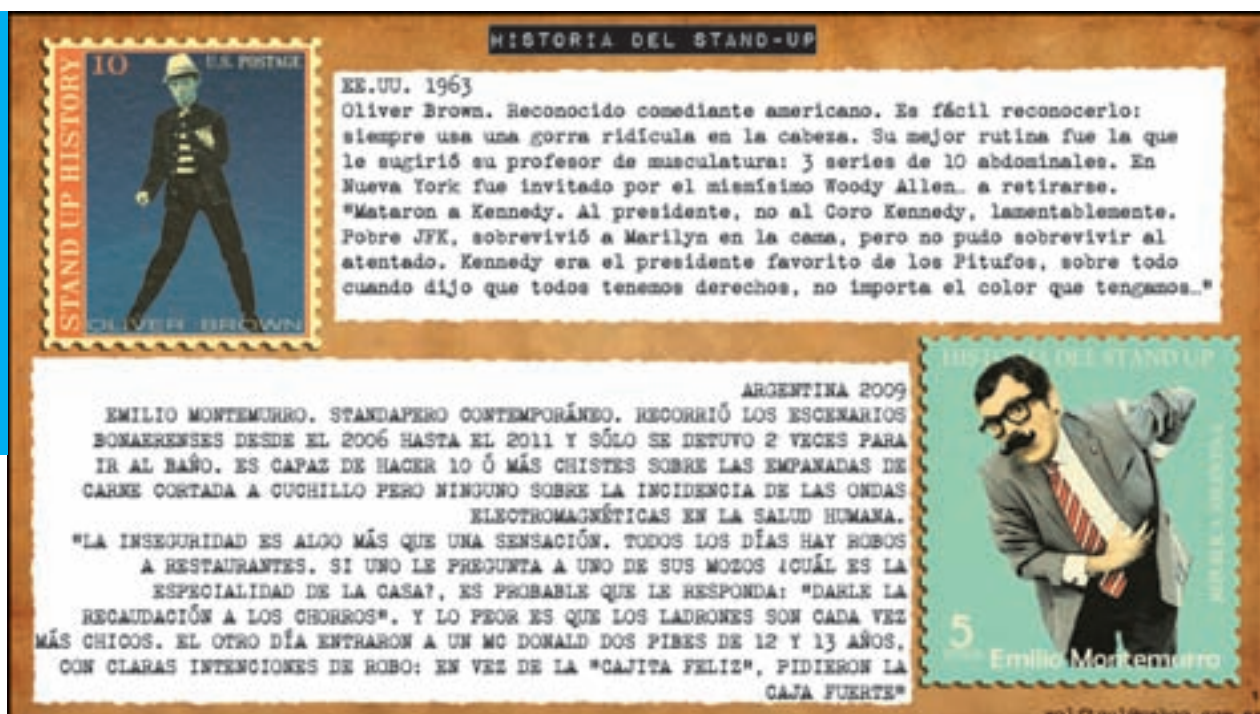 HISTORIA DEL STAND-UP
10
U.S. POSTAGE
STAND UP HISTORY
OLIVER BROWN
EE.UU. 1963
Oliver Brown. Reconocido comediante americano. Es fácil reconocerlo:
siempre usa una gorra ridícula en la cabeza. Su mejor rutina fue la que
le sugirió su profesor de musculatura: 3 series de 10 abdominales. En
Nueva York fue invitado por el mismísimo Woody Allen… a retirarse.
"Mataron a Kennedy. Al presidente, no al Coro Kennedy, lamentablemente.
Pobre JFK, sobrevivió a Marilyn en la cama, pero no pudo sobrevivir al
atentado. Kennedy era el presidente favorito de los Pitufos, sobre todo
cuando dijo que todos tenemos derechos, no importa el color que tengamos…"
ARGENTINA 2009
EMILIO MONTEMURRO. STANDAPERO CONTEMPORÁNEO. RECORRIÓ LOS ESCENARIOS
BONAERENSES DESDE EL 2006 HASTA EL 2011 Y SÓLO SE DETUVO 2 VECES PARA
IR AL BAÑO. ES CAPAZ DE HACER 10 Ó MÁS CHISTES SOBRE LAS EMPANADAS DE
CARNE CORTADA A CUCHILLO PERO NINGUNO SOBRE LA INCIDENCIA DE LAS ONDAS
ELECTROMAGNÉTICAS EN LA SALUD HUMANA.
"LA INSEGURIDAD ES ALGO MÁS QUE UNA SENSACIÓN. TODOS LOS DÍAS HAY ROBOS
A RESTAURANTES. SI UNO LE PREGUNTA A UNO DE SUS MOZOS ¿CUÁL ES LA
ESPECIALIDAD DE LA CASA?, ES PROBABLE QUE LE RESPONDA: "DARLE LA
RECAUDACIÓN A LOS CHORROS". Y LO PEOR ES QUE LOS LADRONES SON CADA VEZ
MÁS CHICOS. EL OTRO DÍA ENTRARON A UN MC DONALD DOS PIBES DE 12 Y 13 AÑOS,
CON CLARAS INTENCIONES DE ROBO: EN VEZ DE LA "CAJITA FELIZ", PIDIERON LA
CAJA FUERTE"
HISTORIA DEL STAND UP
5
Emilio Montemurro